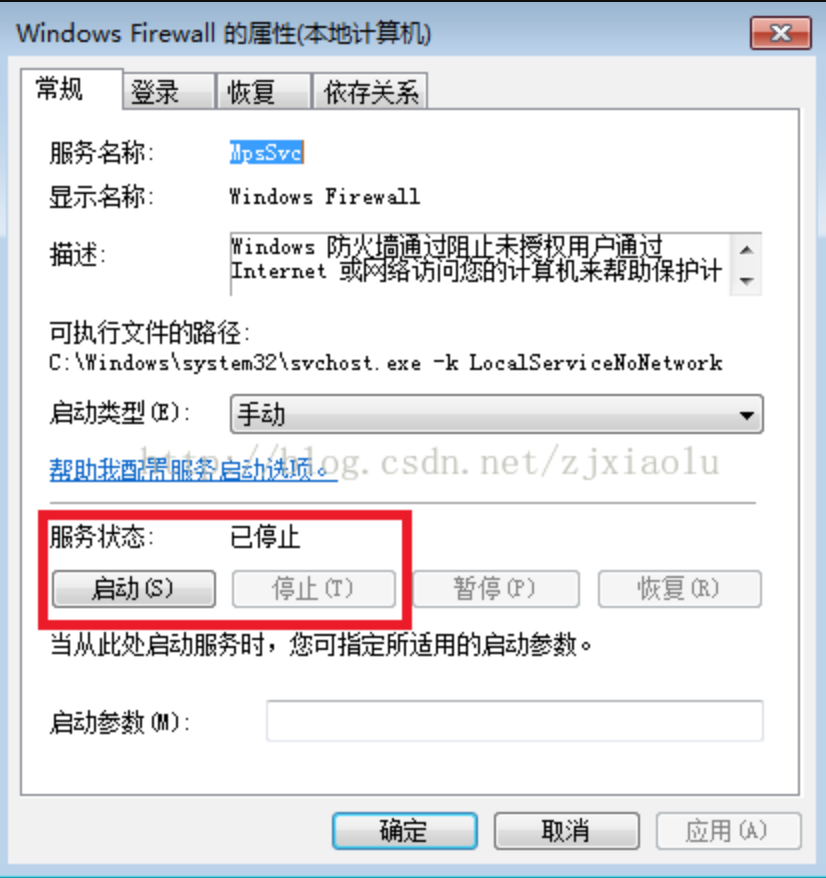 Windows Firewall 的属性(本地计算机)
常规 登录 恢复 依存关系
服务名称: MpsSvc
显示名称: Windows Firewall
描述: Windows 防火墙通过阻止未授权用户通过
Internet 或网络访问您的计算机来帮助保护计
可执行文件的路径:
C:\Windows\system32\svchost.exe -k LocalServiceNoNetwork
启动类型(E): 手动
http://blog.csdn.net/zjxiaolu
帮助我配置服务启动选项。
服务状态: 已停止
启动(S) 停止(T) 暂停(P) 恢复(R)
当从此处启动服务时，您可指定所适用的启动参数。
启动参数(M):
确定 取消 应用(A)